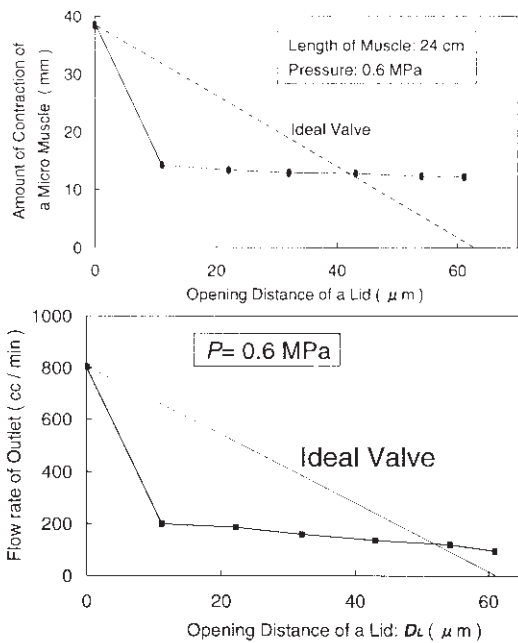 Amount of Contraction of
a Micro Muscle ( mm )
40
30
20
10
0
Length of Muscle: 24 cm
Pressure: 0.6 MPa
Ideal Valve
0
20
40
60
Opening Distance of a Lid ( μ m )
Flow rate of Outlet ( cc / min )
1000
800
600
400
200
0
P= 0.6 MPa
Ideal Valve
0
20
40
60
Opening Distance of a Lid: DL ( μ m )